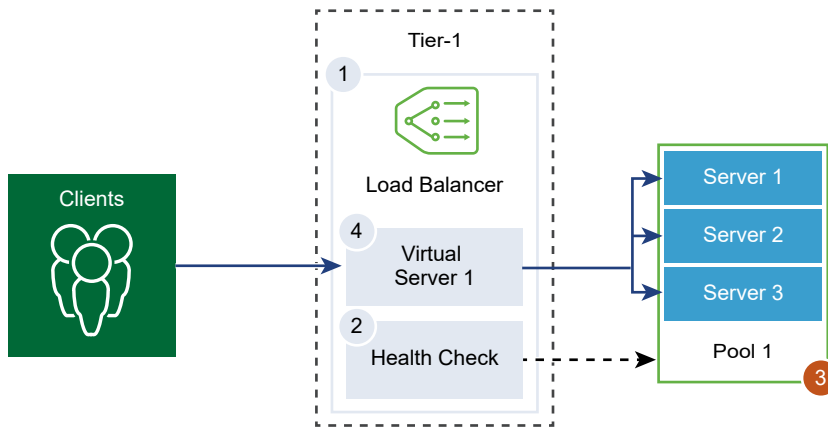 Tier-1
1
Load Balancer
Clients
4
Virtual
Server 1
2
Health Check
Server 1
Server 2
Server 3
Pool 1
3